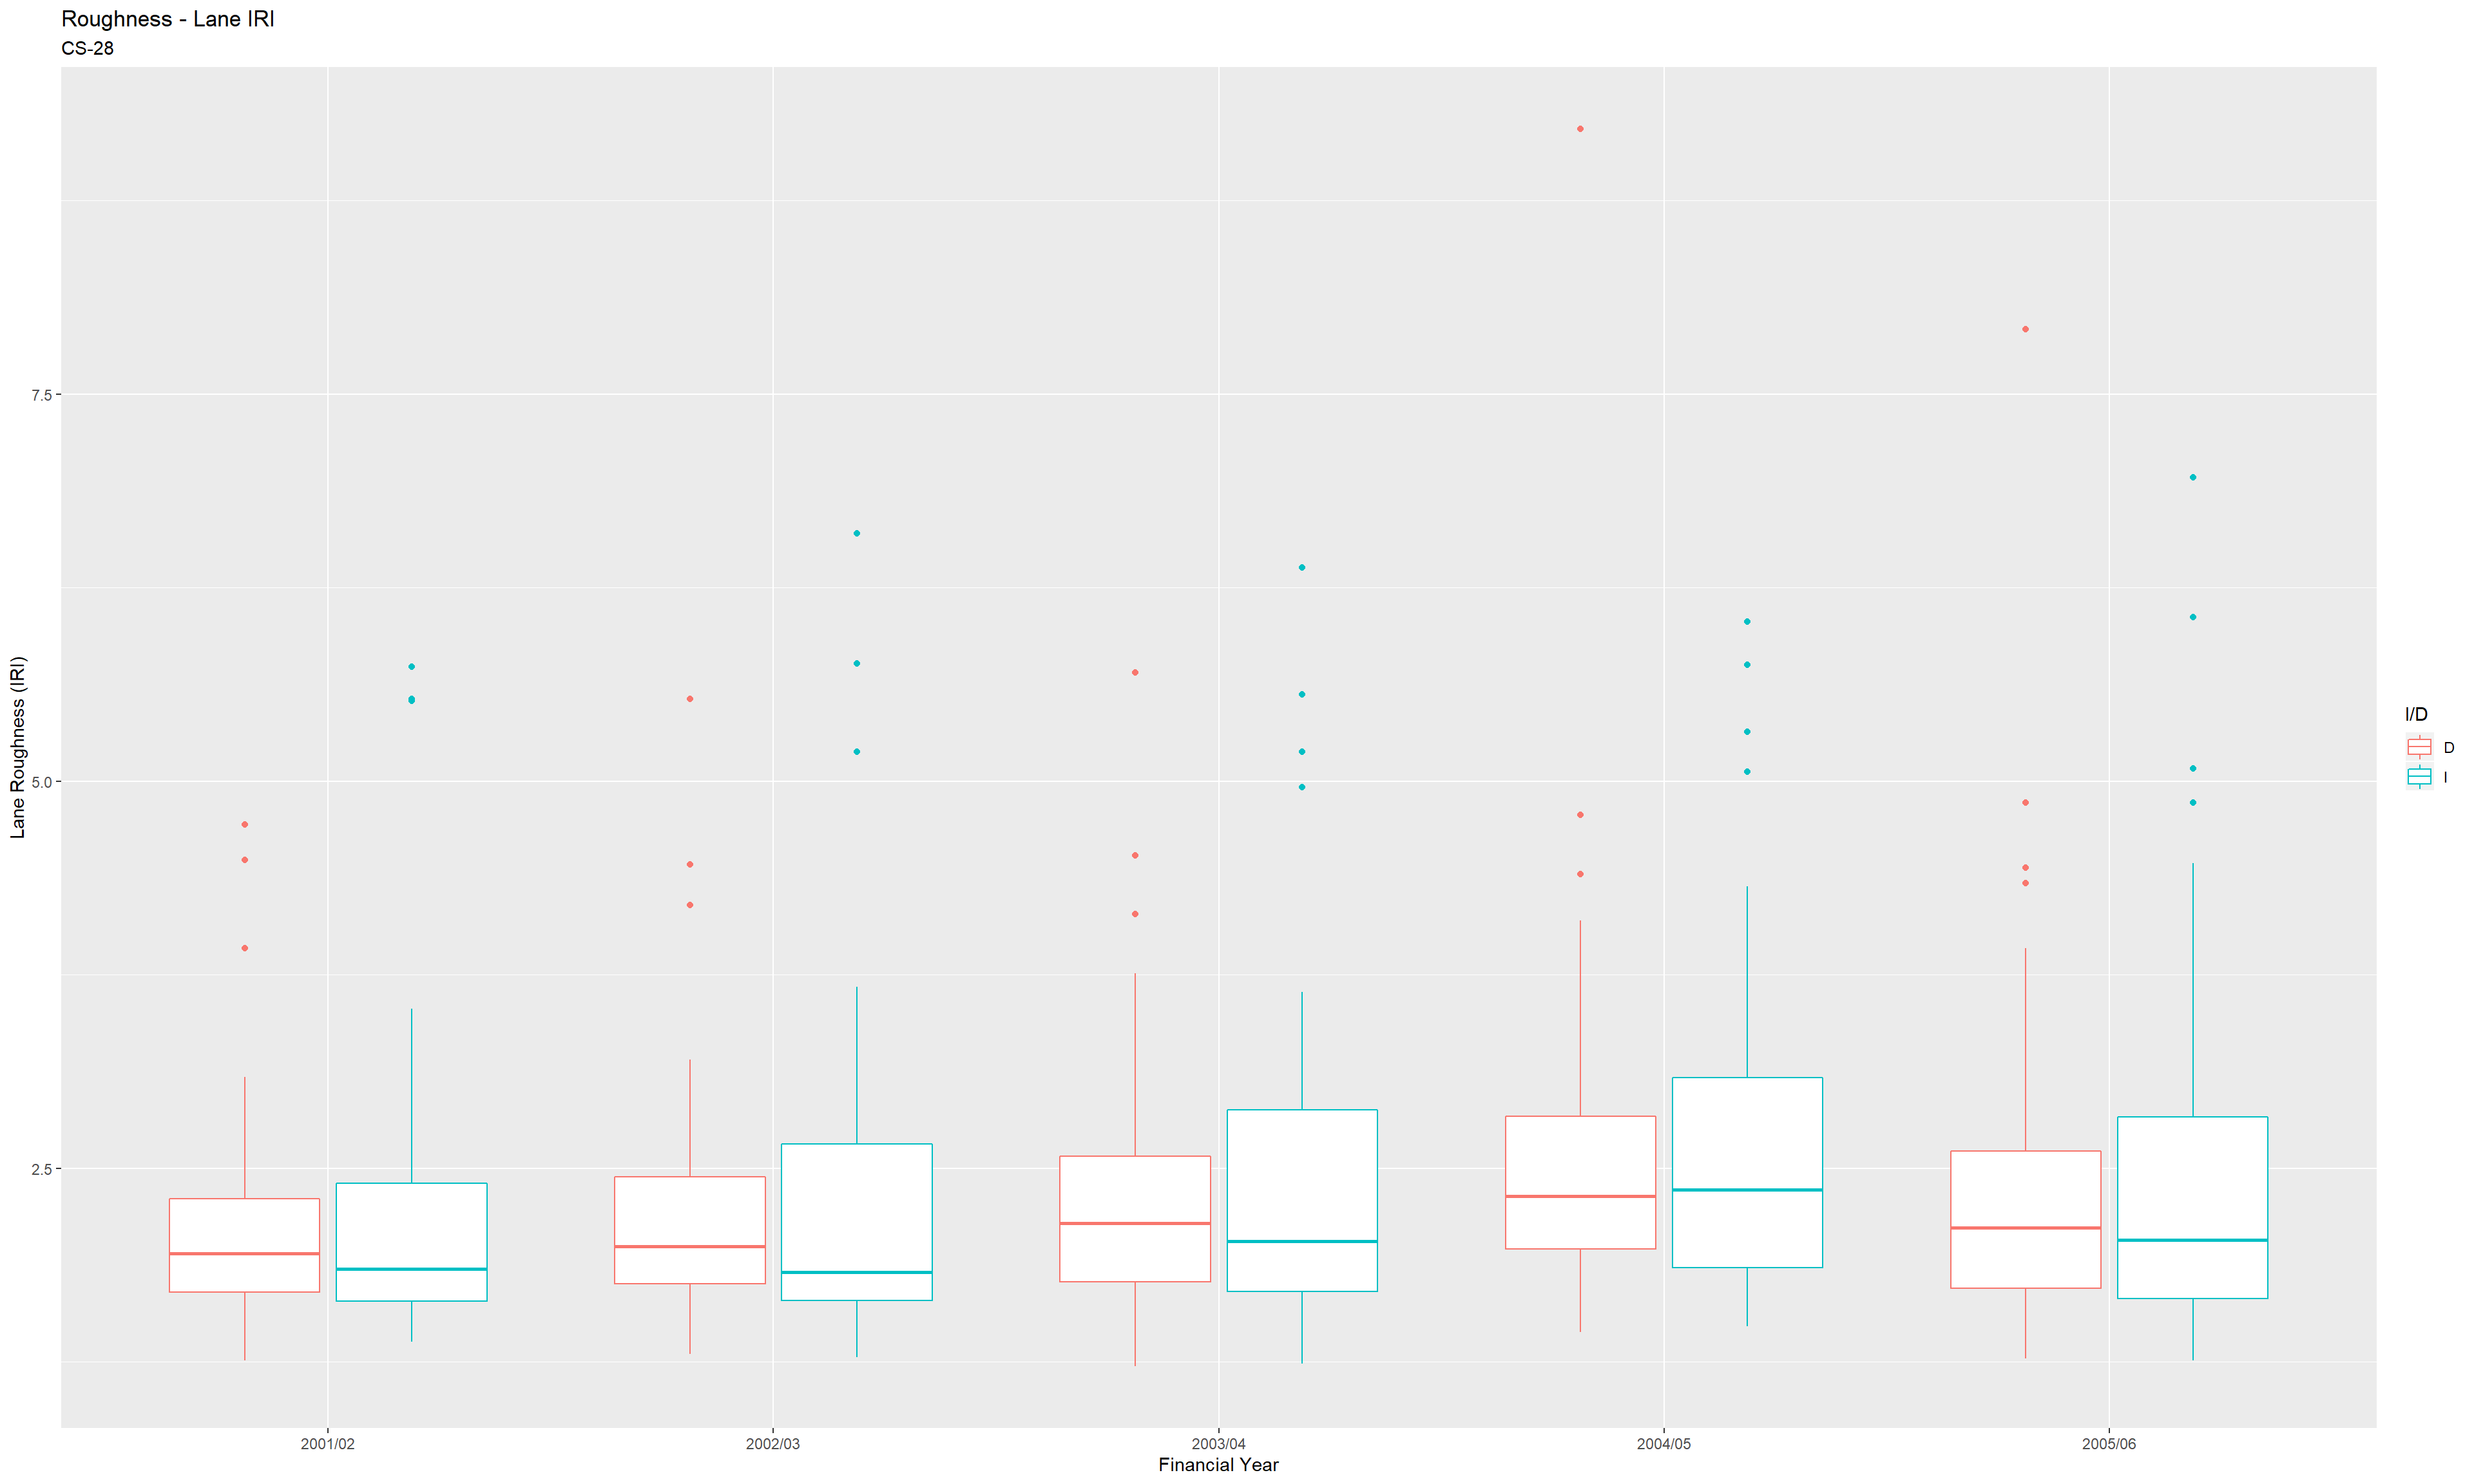 Roughness - Lane IRI
CS-28
Lane Roughness (IRI)
7.5
5.0
2.5
2001/02
2002/03
2003/04
2004/05
2005/06
Financial Year
I/D
D
I